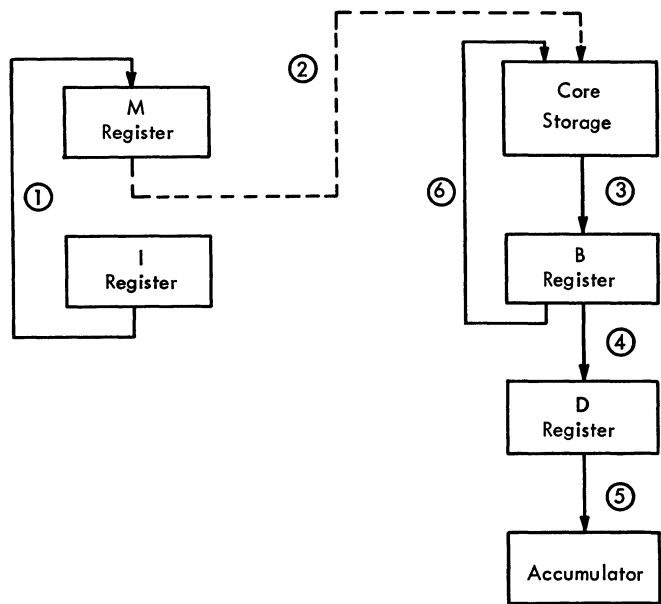 M
Register
①
②
I
Register
Core
Storage
③
⑥
B
Register
④
D
Register
⑤
Accumulator